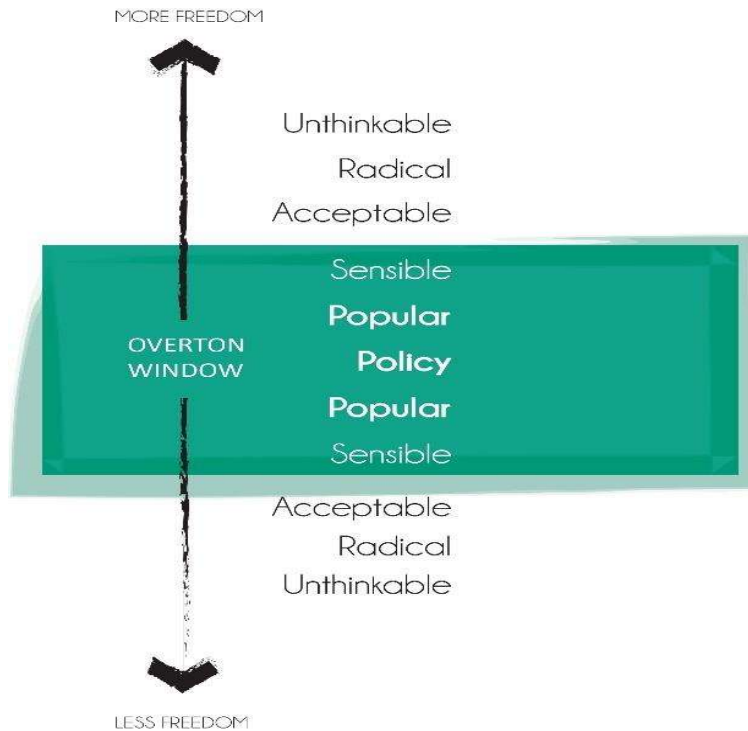 MORE FREEDOM
Unthinkable
Radical
Acceptable
Sensible
Popular
OVERTON
WINDOW
Policy
Popular
Sensible
Acceptable
Radical
Unthinkable
LESS FREEDOM